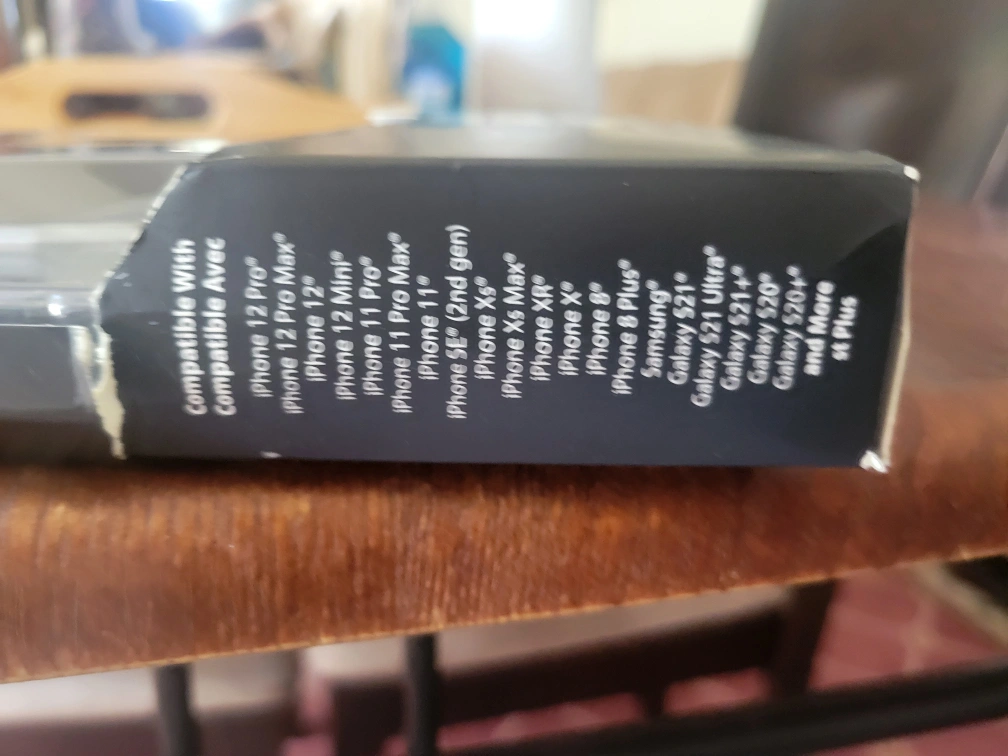 Compatible With
Compatible Avec
iPhone 12 Pro®
iPhone 12 Pro Max®
iPhone 12®
iPhone 12 Mini®
iPhone 11 Pro®
iPhone 11 Pro Max®
iPhone 11®
iPhone SE® (2nd gen)
iPhone Xs®
iPhone Xs Max®
iPhone XR®
iPhone X®
iPhone 8®
iPhone 8 Plus®
Samsung®
Galaxy S21®
Galaxy S21 Ultra®
Galaxy S21+®
Galaxy S20®
Galaxy S20+®
and More
et Plus